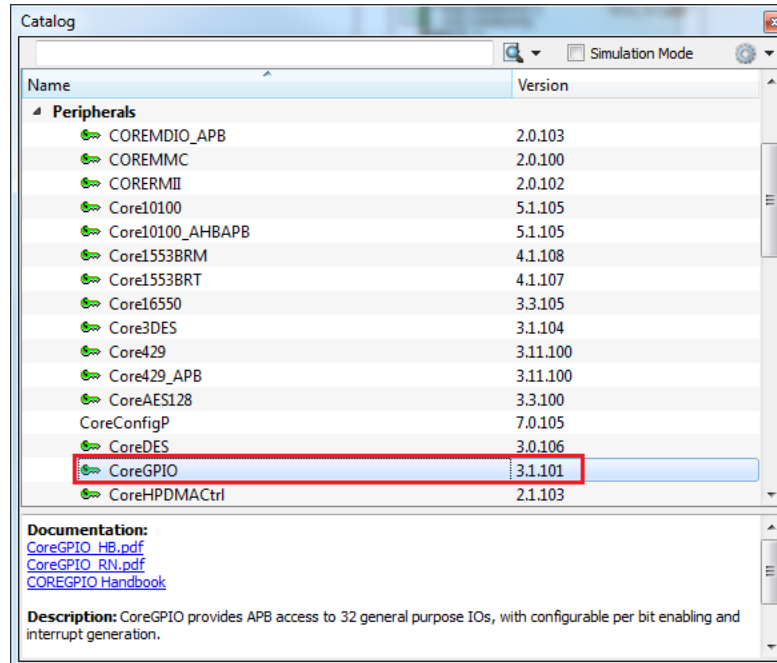 Catalog
Simulation Mode
Name Version
Peripherals
COREMDIO_APB 2.0.103
COREMMC 2.0.100
CORERMII 2.0.102
Core10100 5.1.105
Core10100_AHBAPB 5.1.105
Core1553BRM 4.1.108
Core1553BRT 4.1.107
Core16550 3.3.105
Core3DES 3.1.104
Core429 3.11.100
Core429_APB 3.11.100
CoreAES128 3.3.100
CoreConfigP 7.0.105
CoreDES 3.0.106
CoreGPIO 3.1.101
CoreHPDMACtrl 2.1.103
Documentation:
CoreGPIO_HB.pdf
CoreGPIO_RN.pdf
COREGPIO Handbook
Description: CoreGPIO provides APB access to 32 general purpose IOs, with configurable per bit enabling and
interrupt generation.